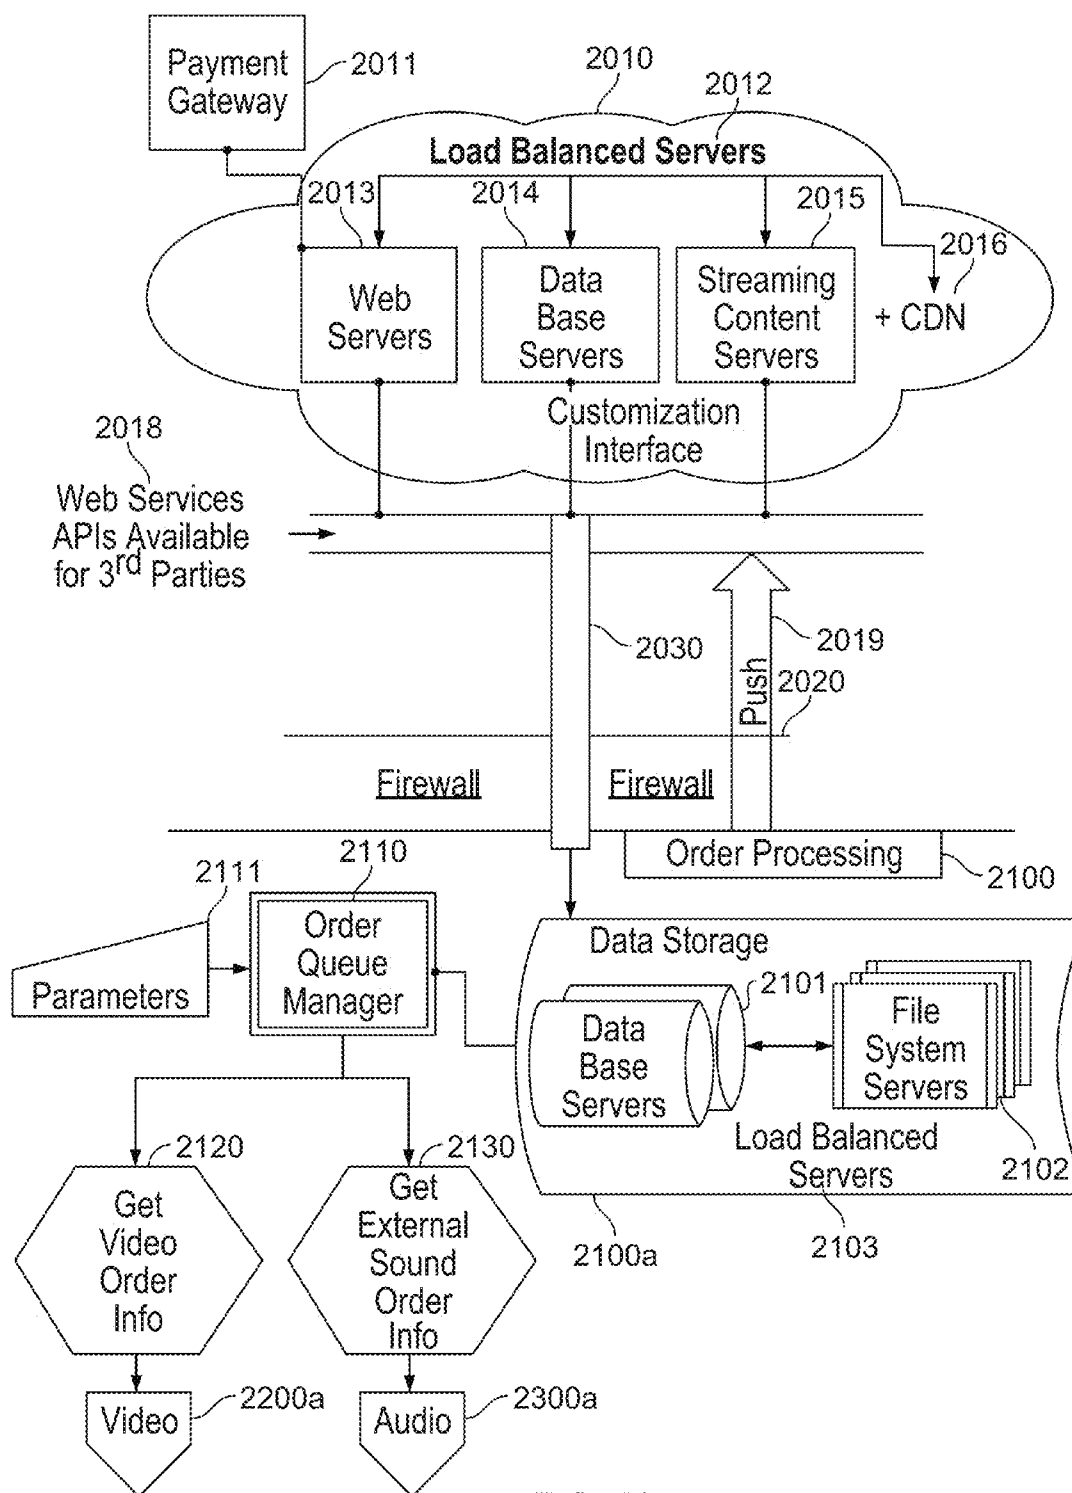 Payment
Gateway
2011
2010
2012
Load Balanced Servers
2013
2014
2015
2016
Web
Servers
Data
Base
Servers
Streaming
Content
Servers
+ CDN
Customization
Interface
2018
Web Services
APIs Available
for 3rd Parties
2030
2019
Push
2020
Firewall
Firewall
Order Processing
2100
2110
2111
Order
Queue
Manager
Parameters
Data Storage
2101
Data
Base
Servers
File
System
Servers
Load Balanced
Servers
2102
2100a
2103
2120
2130
Get
Video
Order
Info
Get
External
Sound
Order
Info
Video
2200a
Audio
2300a